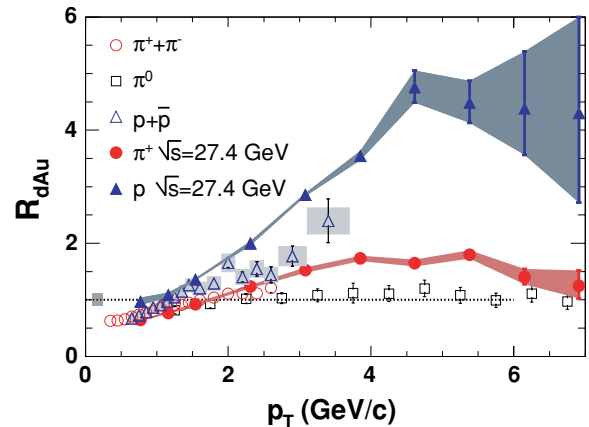 6
4
2
0
R_dAu
π⁺+π⁻
π⁰
p+p̄
π⁺ √s=27.4 GeV
p √s=27.4 GeV
0 2 4 6
p_T (GeV/c)